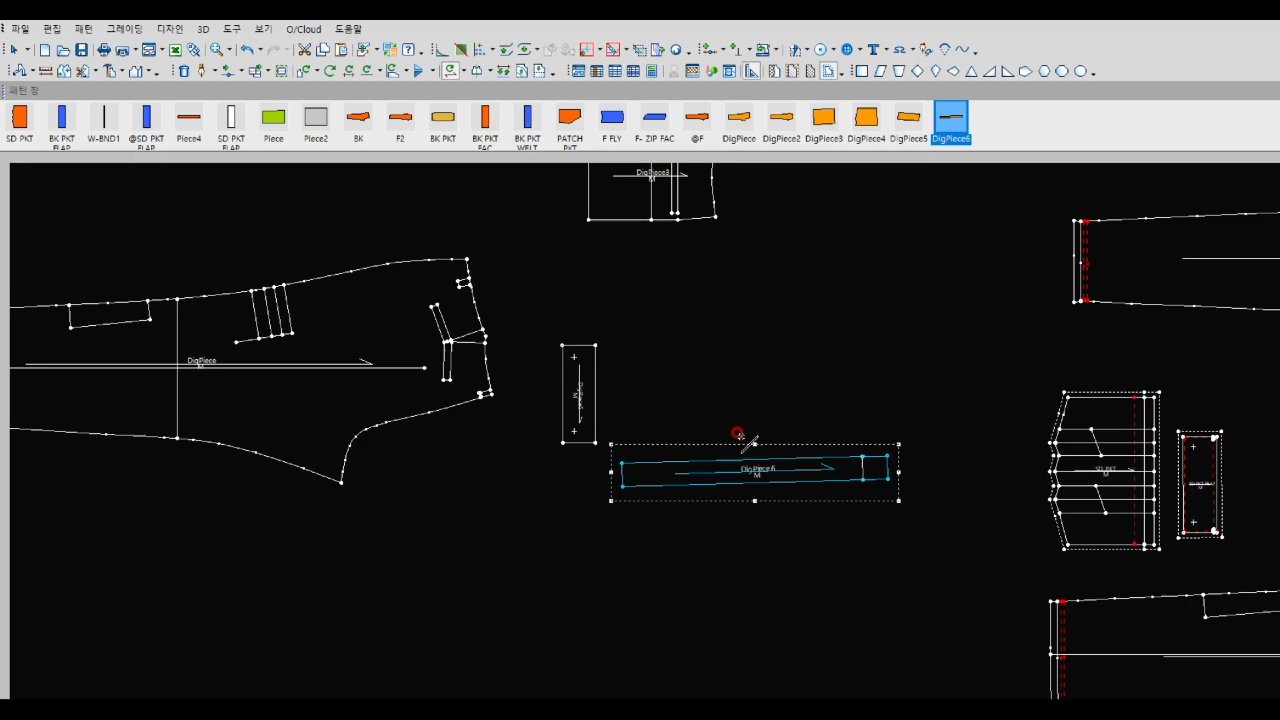 파일 편집 패턴 그레이딩 디자인 3D 도구 보기 O/Cloud 도움말
패턴 창
SD PKT
BK PKT FLAP
W-BND1
@SD PKT FLAP
Piece4
SD PKT FLAP
Piece
Piece2
BK
F2
BK PKT
BK PKT FAC
BK PKT WELT
PATCH PKT
F FLY
F- ZIP FAC
@F
DigPiece
DigPiece2
DigPiece3
DigPiece4
DigPiece5
DigPiece6
DigPiece3
M
DigPiece
M
DigPiece5
M
DigPiece6
M
SD PKT
M